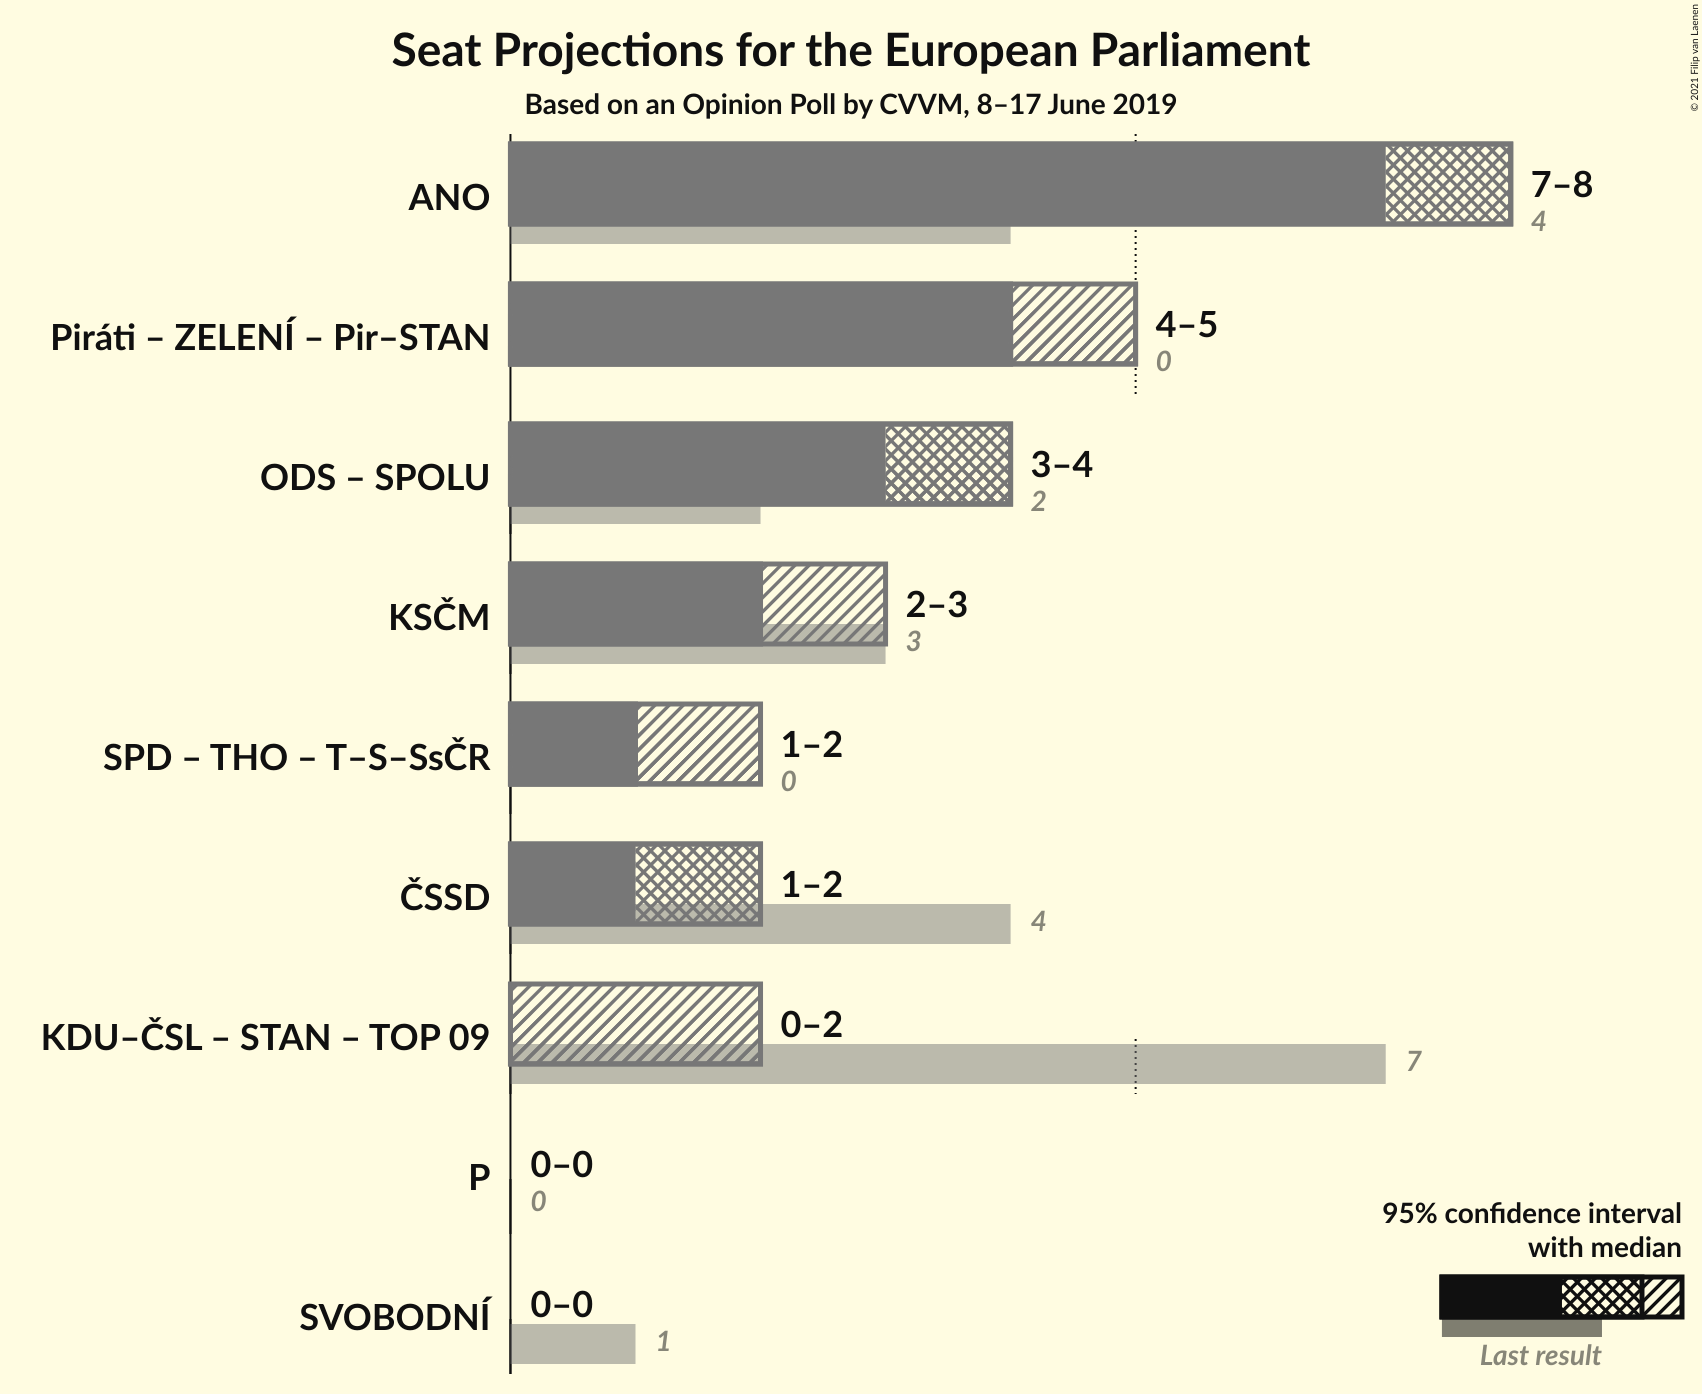 Seat Projections for the European Parliament
Based on an Opinion Poll by CVVM, 8–17 June 2019
© 2021 Filip van Laenen
ANO
7–8
4
Piráti – ZELENÍ – Pir–STAN
4–5
0
ODS – SPOLU
3–4
2
KSČM
2–3
3
SPD – THO – T–S–SsČR
1–2
0
ČSSD
1–2
4
KDU–ČSL – STAN – TOP 09
0–2
7
P
0–0
0
SVOBODNÍ
0–0
1
95% confidence interval
with median
Last result